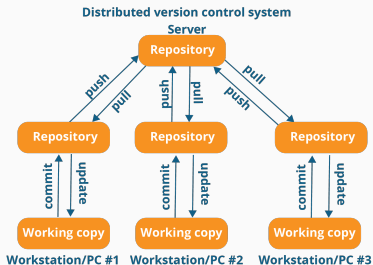 Distributed version control system
Server
Repository
push
pull
push
pull
pull
push
Repository
Repository
Repository
commit
update
commit
update
commit
update
Working copy
Working copy
Working copy
Workstation/PC #1
Workstation/PC #2
Workstation/PC #3